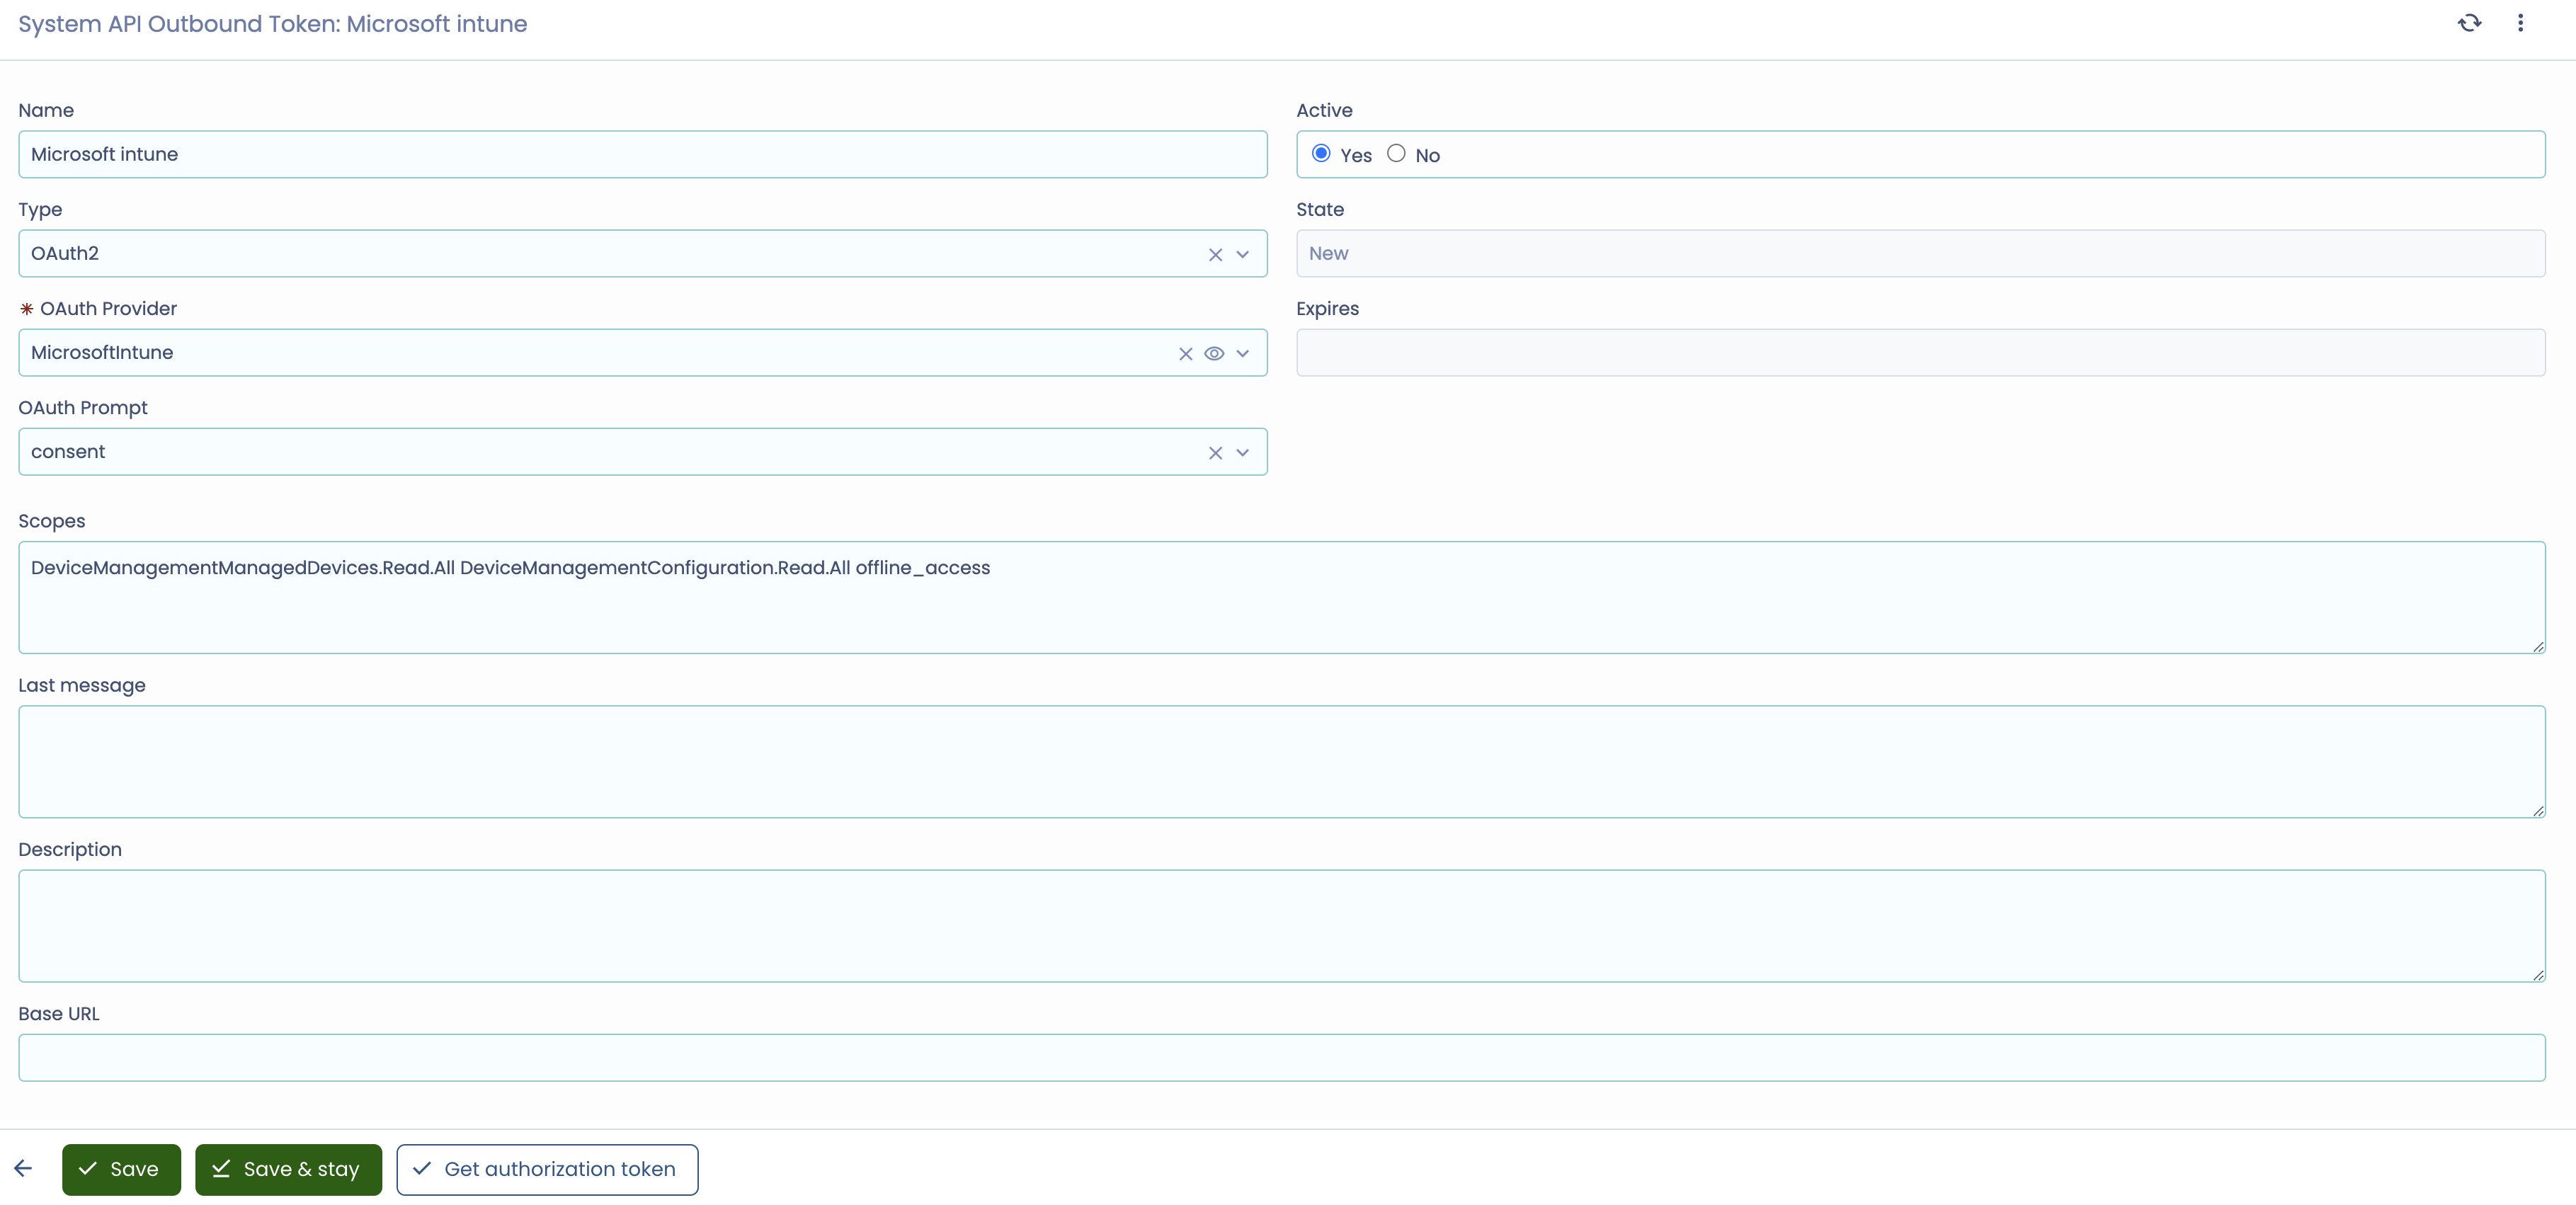 System API Outbound Token: Microsoft intune
Name
Microsoft intune
Active
Yes No
Type
OAuth2
State
New
* OAuth Provider
MicrosoftIntune
Expires
OAuth Prompt
consent
Scopes
DeviceManagementManagedDevices.Read.All DeviceManagementConfiguration.Read.All offline_access
Last message
Description
Base URL
Save Save & stay Get authorization token